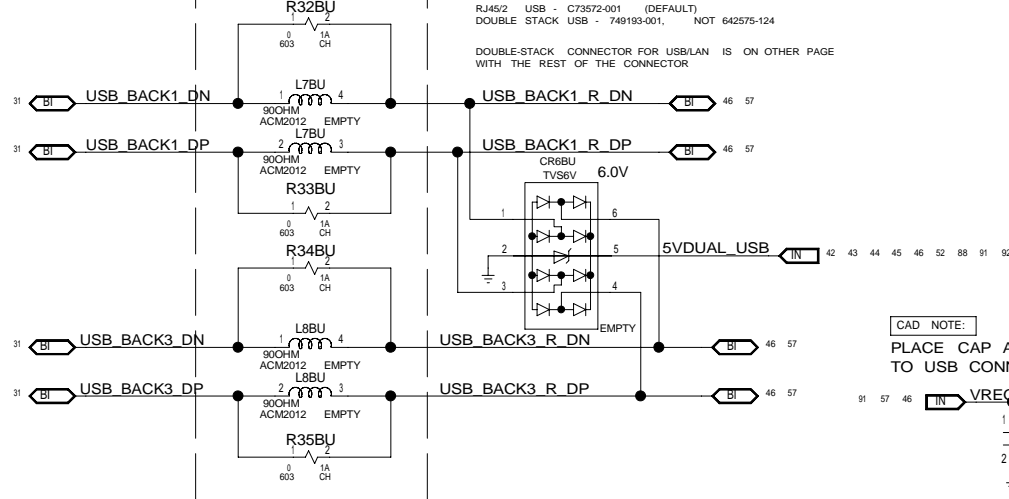 R32BU
1 2
0 1A
603 CH
RJ45/2 USB - C73572-001 (DEFAULT)
DOUBLE STACK USB - 749193-001, NOT 642575-124
DOUBLE-STACK CONNECTOR FOR USB/LAN IS ON OTHER PAGE
WITH THE REST OF THE CONNECTOR
31 BI USB_BACK1_DN
L7BU
1 4
90OHM
ACM2012 EMPTY
USB_BACK1_R_DN BI 46 57
31 BI USB_BACK1_DP
L7BU
2 3
90OHM
ACM2012 EMPTY
USB_BACK1_R_DP BI 46 57
R33BU
1 2
0 1A
603 CH
CR6BU
TVS6V 6.0V
1 6
2 5
3 4
EMPTY
5VDUAL_USB IN 42 43 44 45 46 52 88 91 92
R34BU
1 2
0 1A
603 CH
31 BI USB_BACK3_DN
L8BU
1 4
90OHM
ACM2012 EMPTY
USB_BACK3_R_DN BI 46 57
31 BI USB_BACK3_DP
L8BU
2 3
90OHM
ACM2012 EMPTY
USB_BACK3_R_DP BI 46 57
R35BU
1 2
0 1A
603 CH
CAD NOTE:
PLACE CAP A
TO USB CONN
91 57 46 IN VREG
1
2